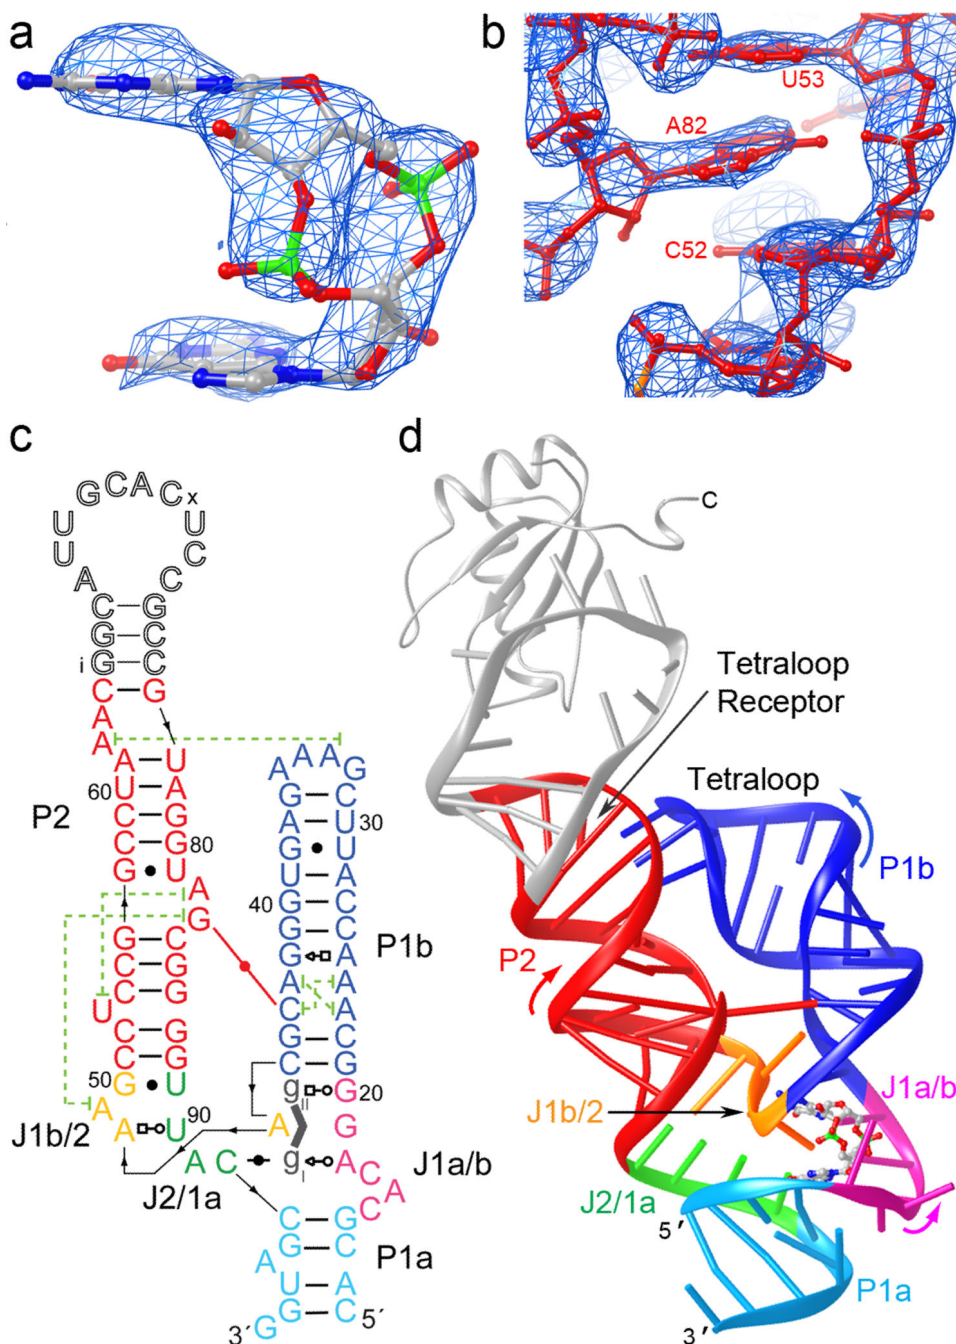 a
b
U53
A82
C52
c
d
G C A C x
U U
U C
A C
C G
G C
G C
i
C G
A
A A U A A A G
U A A C
60 C G G C 30
P2 C G 80 A U
G U G U
A U A
G 40 G C
G C G C
C G G A P1b
C G A A
U C A
C G G C
C G C G
50 G U g II G 20
A A G
J1b/2 A U 90 J1a/b
A C g I A C
J2/1a C A
C G
G C P1a
A U A
G C 5´
3´ G
C
Tetraloop
Receptor
Tetraloop
P1b
P2
J1b/2
J1a/b
J2/1a
5´
P1a
3´